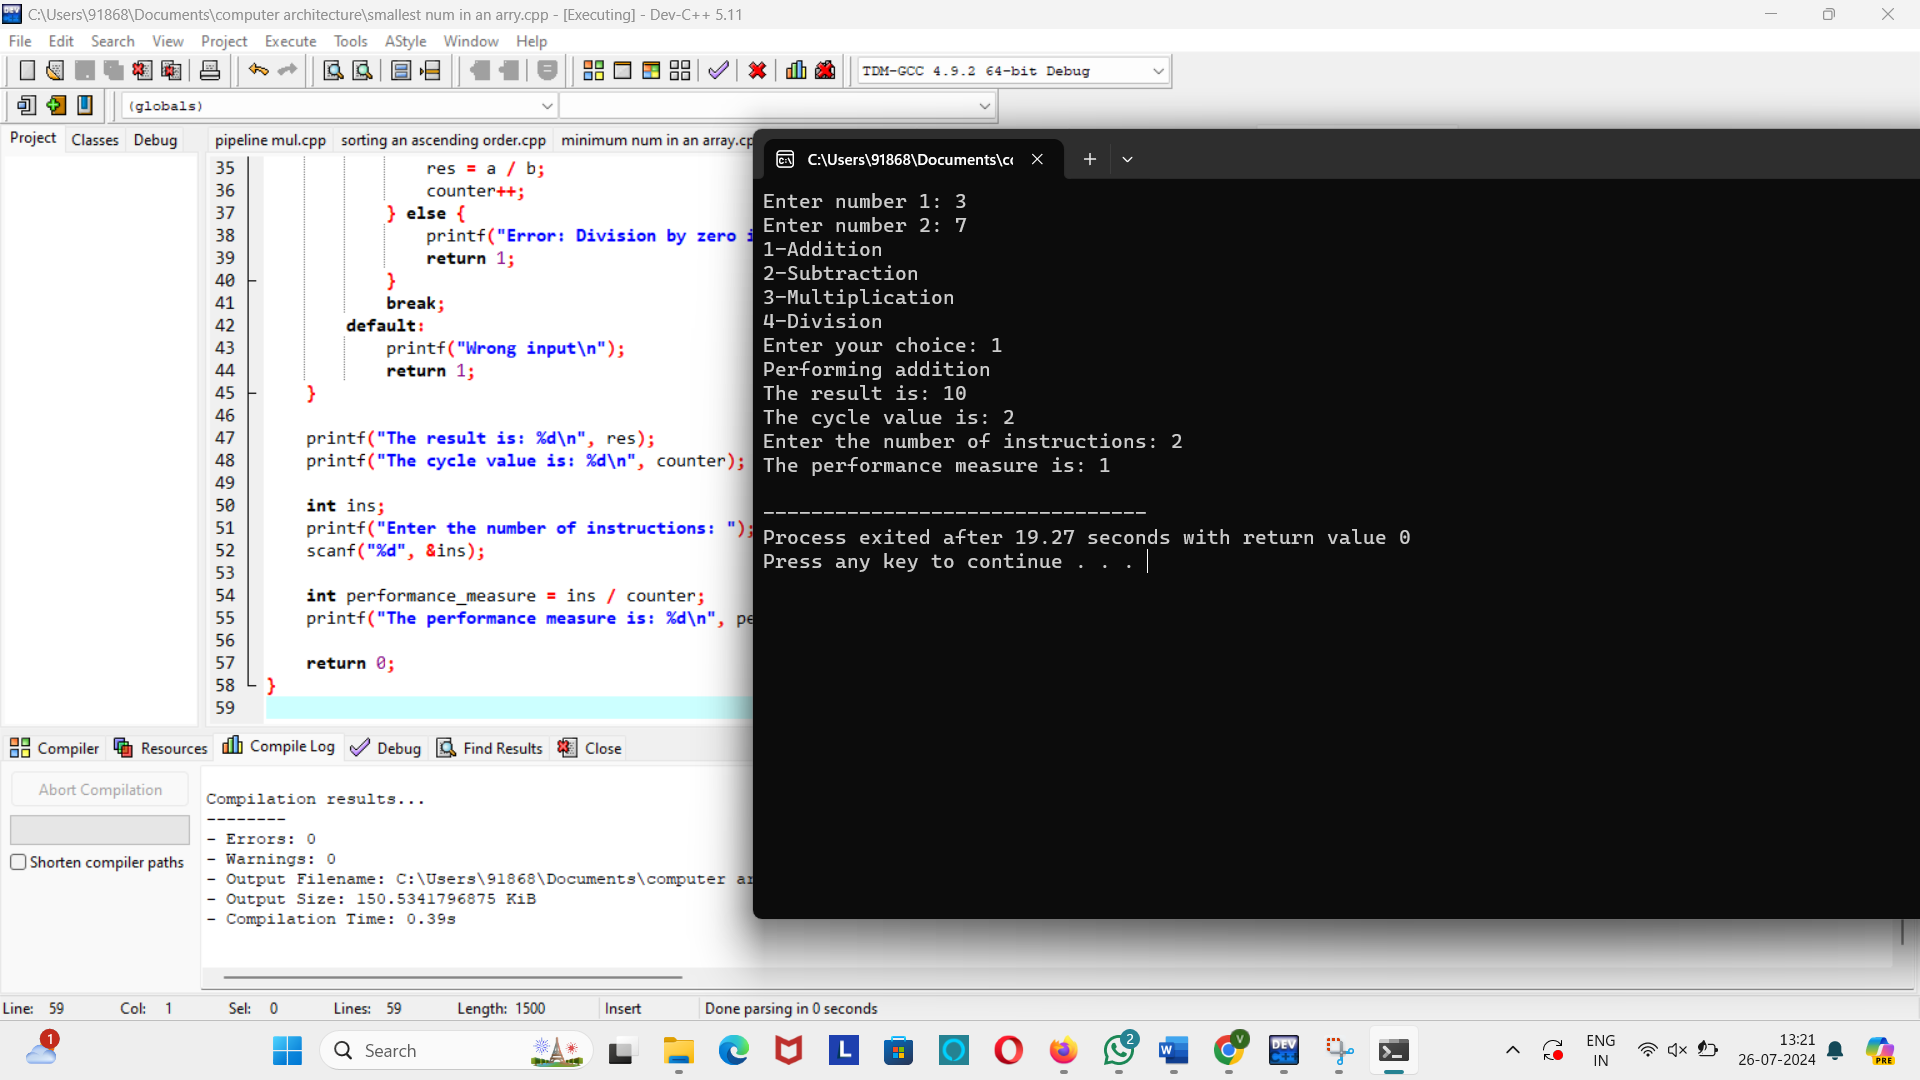 C:\Users\91868\Documents\computer architecture\smallest num in an arry.cpp - [Executing] - Dev-C++ 5.11
File Edit Search View Project Execute Tools AStyle Window Help
TDM-GCC 4.9.2 64-bit Debug
(globals)
Project Classes Debug
pipeline mul.cpp sorting an ascending order.cpp minimum num in an array.cp
35 res = a / b;
36 counter++;
37 } else {
38 printf("Error: Division by zero i
39 return 1;
40 }
41 break;
42 default:
43 printf("Wrong input\n");
44 return 1;
45 }
46
47 printf("The result is: %d\n", res);
48 printf("The cycle value is: %d\n", counter);
49
50 int ins;
51 printf("Enter the number of instructions: ");
52 scanf("%d", &ins);
53
54 int performance_measure = ins / counter;
55 printf("The performance measure is: %d\n", pe
56
57 return 0;
58 }
59
C:\Users\91868\Documents\cc
Enter number 1: 3
Enter number 2: 7
1-Addition
2-Subtraction
3-Multiplication
4-Division
Enter your choice: 1
Performing addition
The result is: 10
The cycle value is: 2
Enter the number of instructions: 2
The performance measure is: 1
--------------------------------
Process exited after 19.27 seconds with return value 0
Press any key to continue . . .
Compiler Resources Compile Log Debug Find Results Close
Abort Compilation
Shorten compiler paths
Compilation results...
--------
- Errors: 0
- Warnings: 0
- Output Filename: C:\Users\91868\Documents\computer ar
- Output Size: 150.5341796875 KiB
- Compilation Time: 0.39s
Line: 59 Col: 1 Sel: 0 Lines: 59 Length: 1500 Insert Done parsing in 0 seconds
1
Search
L
2
W
V
DEV
ENG
IN
13:21
26-07-2024
PRE